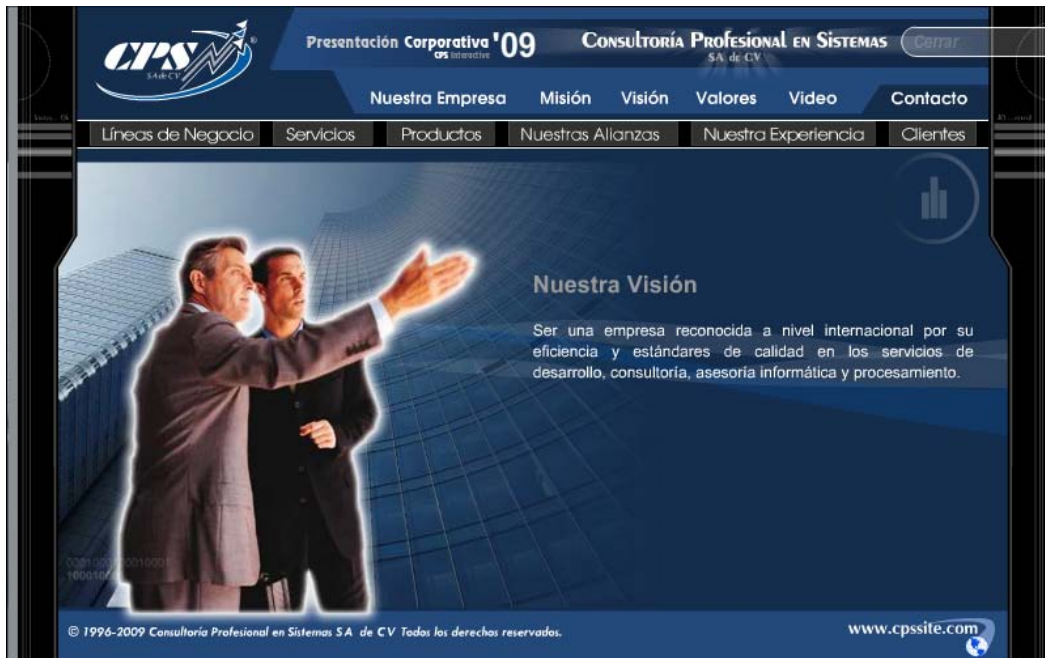 CPS
SA de CV
®
Presentación Corporativa '09
CPS Interactive
Consultoría Profesional en Sistemas
SA de CV
Cerrar
Nuestra Empresa Misión Visión Valores Video Contacto
Líneas de Negocio Servicios Productos Nuestras Alianzas Nuestra Experiencia Clientes
Nuestra Visión
Ser una empresa reconocida a nivel internacional por su
eficiencia y estándares de calidad en los servicios de
desarrollo, consultoría, asesoría informática y procesamiento.
© 1996-2009 Consultoría Profesional en Sistemas S A de C V Todos los derechos reservados.
www.cpssite.com